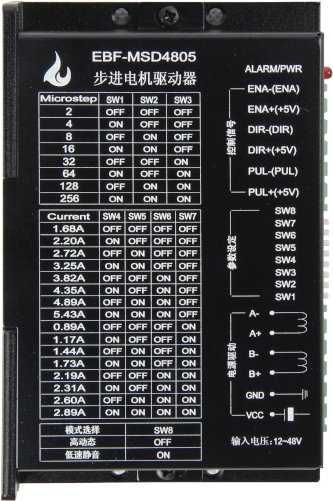 EBF-MSD4805
步进电机驱动器
Microstep SW1 SW2 SW3
2 OFF OFF OFF
4 ON OFF OFF
8 OFF ON OFF
16 ON ON OFF
32 OFF OFF ON
64 ON OFF ON
128 OFF ON ON
256 ON ON ON
Current SW4 SW5 SW6 SW7
1.68A OFF OFF OFF OFF
2.20A ON OFF OFF OFF
2.72A OFF ON OFF OFF
3.25A ON ON OFF OFF
3.82A OFF OFF ON OFF
4.35A ON OFF ON OFF
4.89A OFF ON ON OFF
5.43A ON ON ON OFF
0.89A OFF OFF OFF ON
1.17A ON OFF OFF ON
1.44A OFF ON OFF ON
1.73A ON ON OFF ON
2.19A OFF OFF ON ON
2.31A ON OFF ON ON
2.60A OFF ON ON ON
2.89A ON ON ON ON
模式选择 SW8
高动态 OFF
低速静音 ON
ALARM/PWR
控制信号
ENA-(ENA)
ENA+(+5V)
DIR-(DIR)
DIR+(+5V)
PUL-(PUL)
PUL+(+5V)
参数设定
SW8
SW7
SW6
SW5
SW4
SW3
SW2
SW1
电源驱动
A-
A+
B-
B+
GND
VCC
输入电压:12~48V